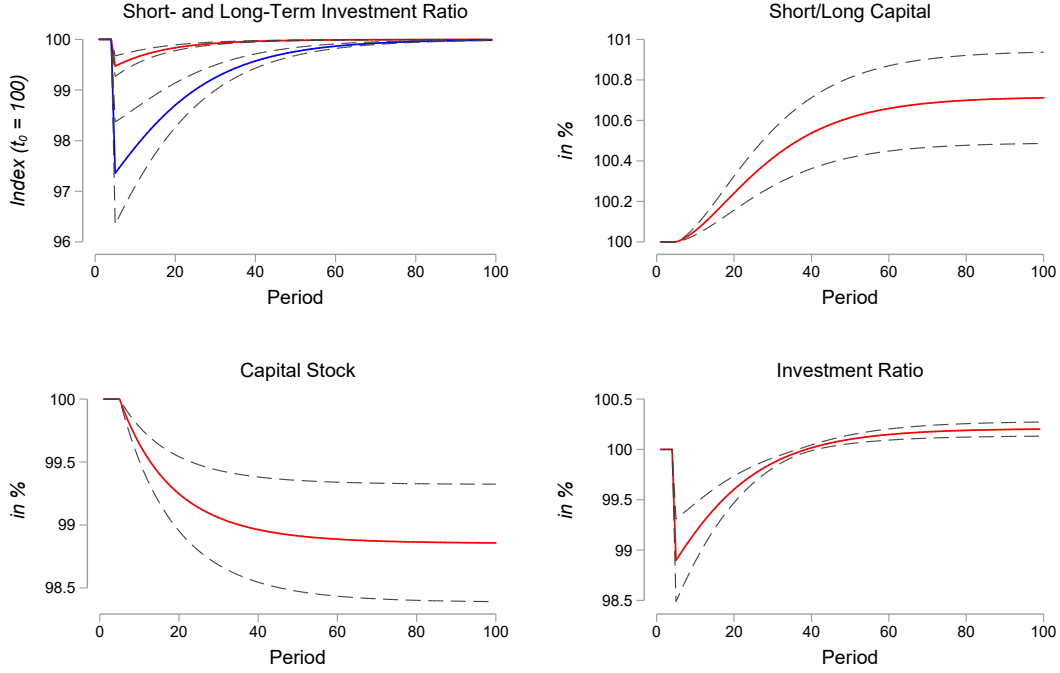 Short- and Long-Term Investment Ratio
Index (t₀ = 100)
100
99
98
97
96
0 20 40 60 80 100
Period
Short/Long Capital
in %
101
100.8
100.6
100.4
100.2
100
0 20 40 60 80 100
Period
Capital Stock
in %
100
99.5
99
98.5
0 20 40 60 80 100
Period
Investment Ratio
in %
100.5
100
99.5
99
98.5
0 20 40 60 80 100
Period